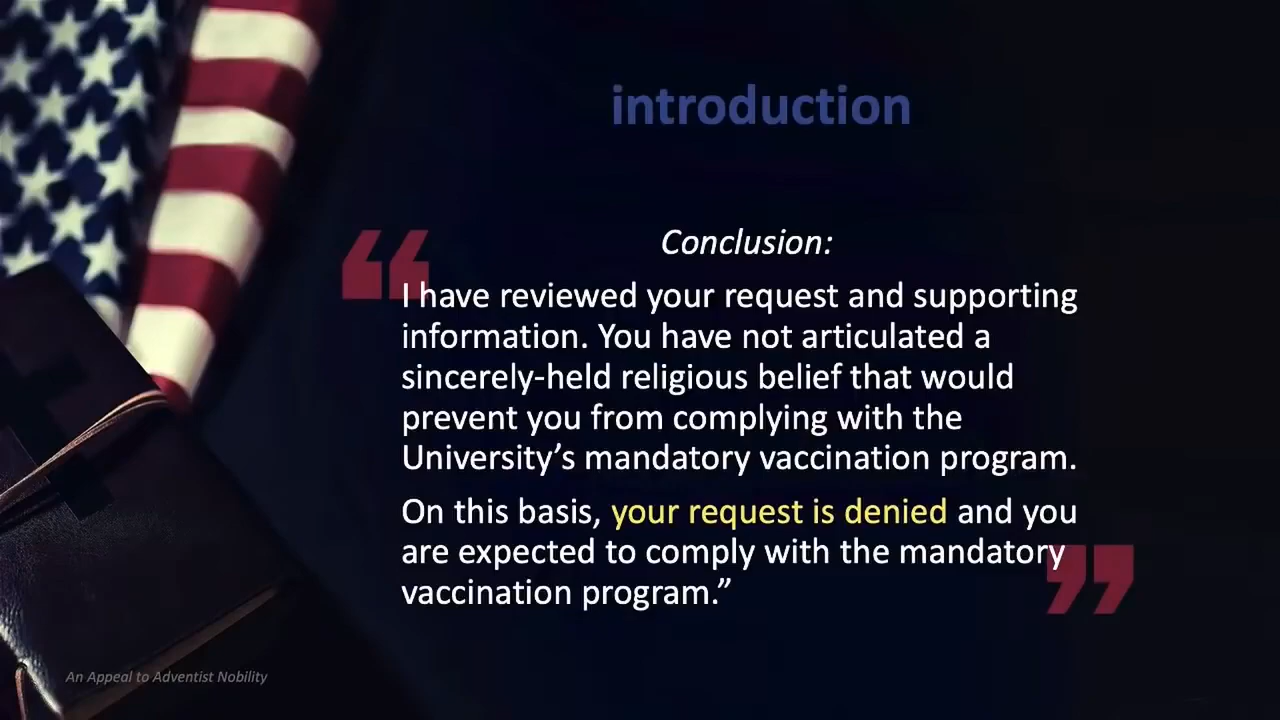 introduction
“
Conclusion:
I have reviewed your request and supporting
information. You have not articulated a
sincerely-held religious belief that would
prevent you from complying with the
University’s mandatory vaccination program.
On this basis, your request is denied and you
are expected to comply with the mandatory
vaccination program.”
”
An Appeal to Adventist Nobility